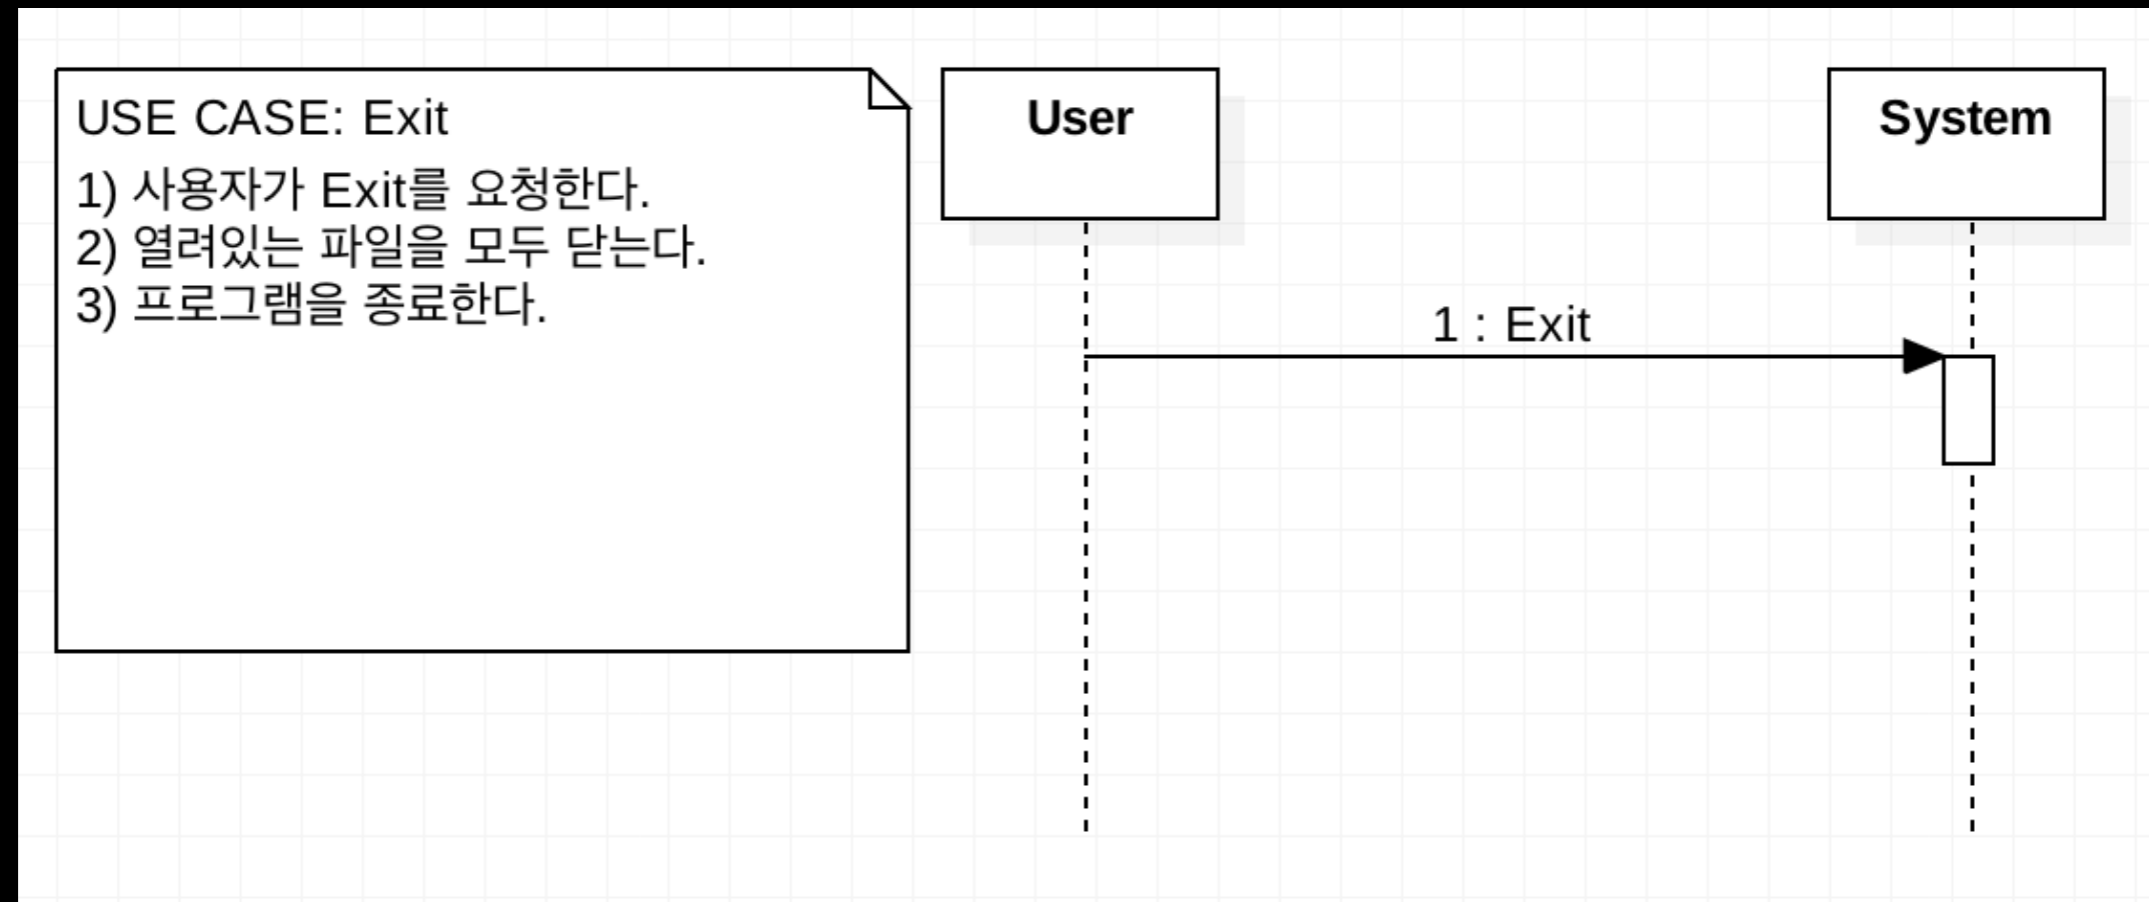 USE CASE: Exit
1) 사용자가 Exit를 요청한다.
2) 열려있는 파일을 모두 닫는다.
3) 프로그램을 종료한다.
User
System
1 : Exit